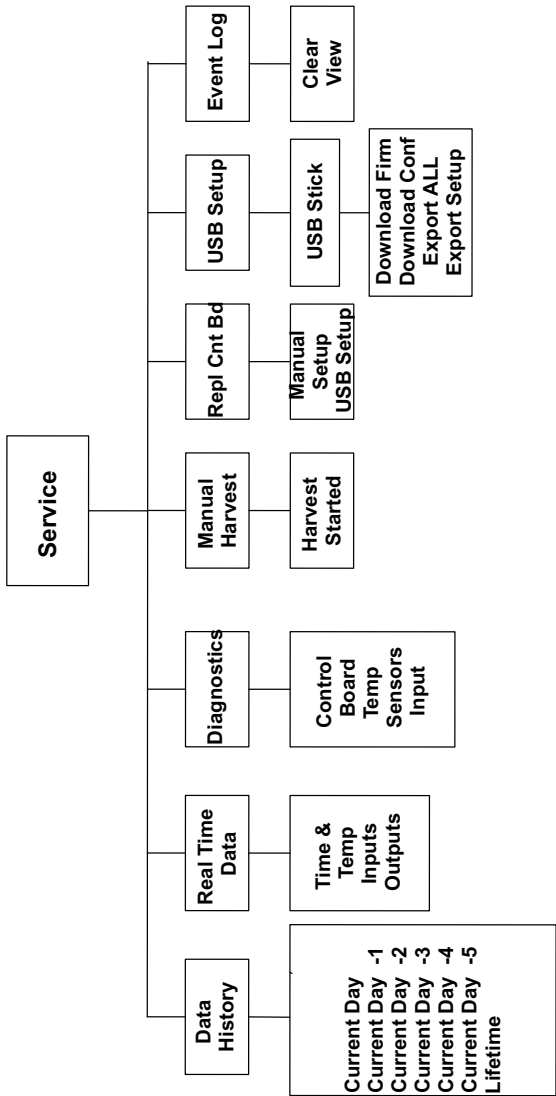 Service
Data
History
Real Time
Data
Diagnostics
Manual
Harvest
Repl Cnt Bd
USB Setup
Event Log
Current Day
Current Day -1
Current Day -2
Current Day -3
Current Day -4
Current Day -5
Lifetime
Time &
Temp
Inputs
Outputs
Control
Board
Temp
Sensors
Input
Harvest
Started
Manual
Setup
USB Setup
USB Stick
Clear
View
Download Firm
Download Conf
Export ALL
Export Setup